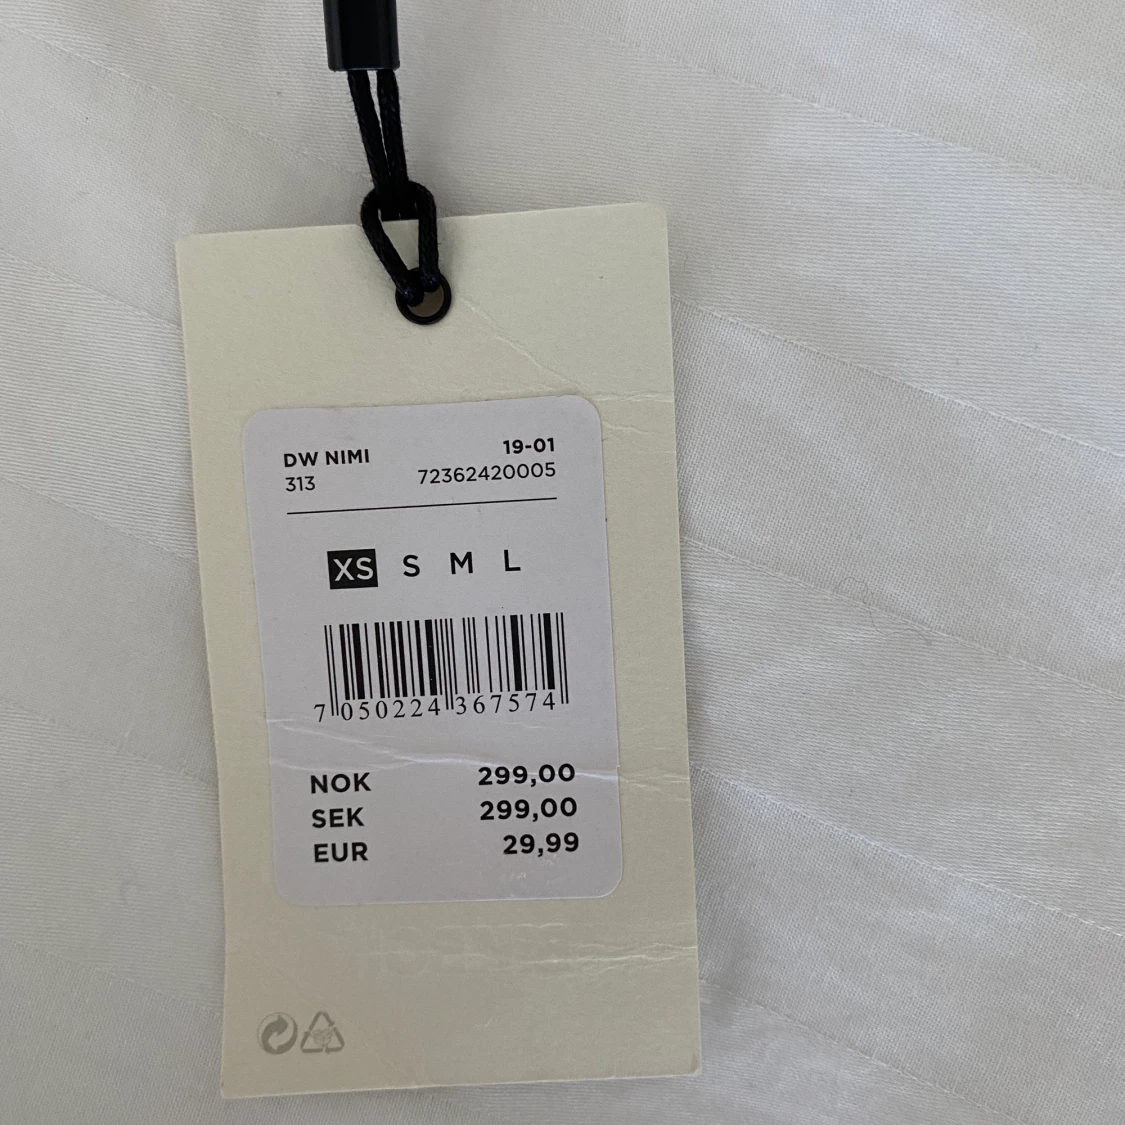 DW NIMI 19-01
313 72362420005
XS S M L
7 050224 367574
NOK 299,00
SEK 299,00
EUR 29,99